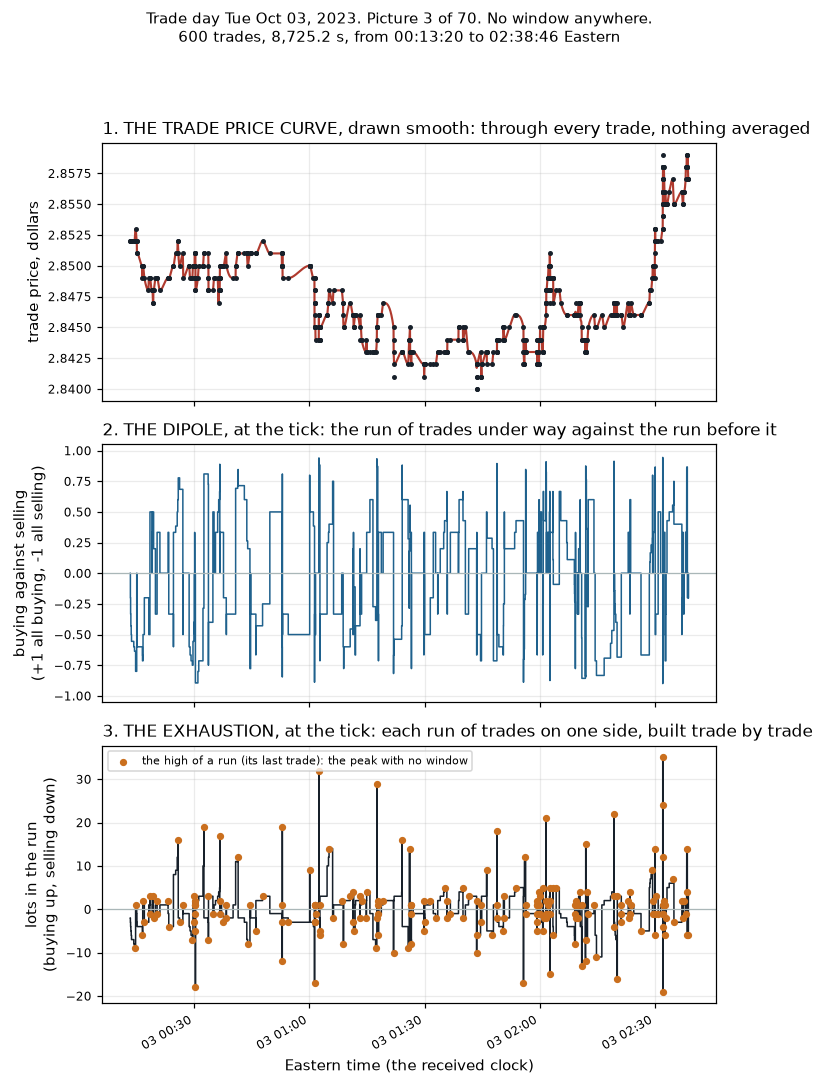 Trade day Tue Oct 03, 2023. Picture 3 of 70. No window anywhere.
600 trades, 8,725.2 s, from 00:13:20 to 02:38:46 Eastern
1. THE TRADE PRICE CURVE, drawn smooth: through every trade, nothing averaged
trade price, dollars
2.8575
2.8550
2.8525
2.8500
2.8475
2.8450
2.8425
2.8400
2. THE DIPOLE, at the tick: the run of trades under way against the run before it
buying against selling
(+1 all buying, -1 all selling)
1.00
0.75
0.50
0.25
0.00
−0.25
−0.50
−0.75
−1.00
3. THE EXHAUSTION, at the tick: each run of trades on one side, built trade by trade
the high of a run (its last trade): the peak with no window
lots in the run
(buying up, selling down)
30
20
10
0
−10
−20
03 00:30
03 01:00
03 01:30
03 02:00
03 02:30
Eastern time (the received clock)